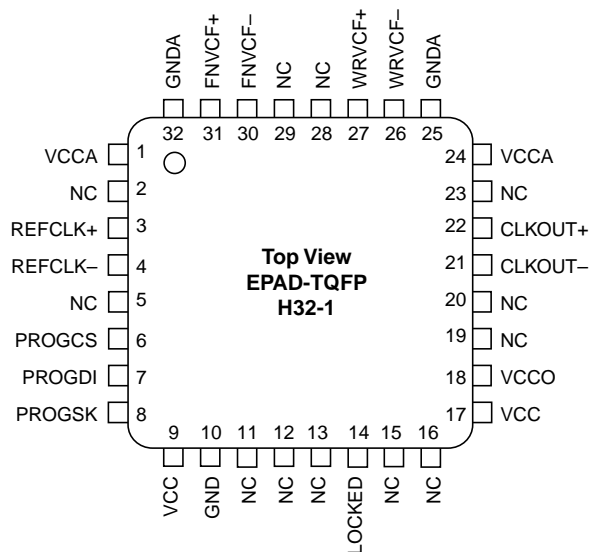 GNDA
FNVCF+
FNVCF–
NC
NC
WRVCF+
WRVCF–
GNDA
32 31 30 29 28 27 26 25
VCCA 1 24 VCCA
NC 2 23 NC
REFCLK+ 3 22 CLKOUT+
REFCLK– 4 21 CLKOUT–
NC 5 20 NC
PROGCS 6 19 NC
PROGDI 7 18 VCCO
PROGSK 8 17 VCC
Top View
EPAD-TQFP
H32-1
9 10 11 12 13 14 15 16
VCC
GND
NC
NC
NC
LOCKED
NC
NC